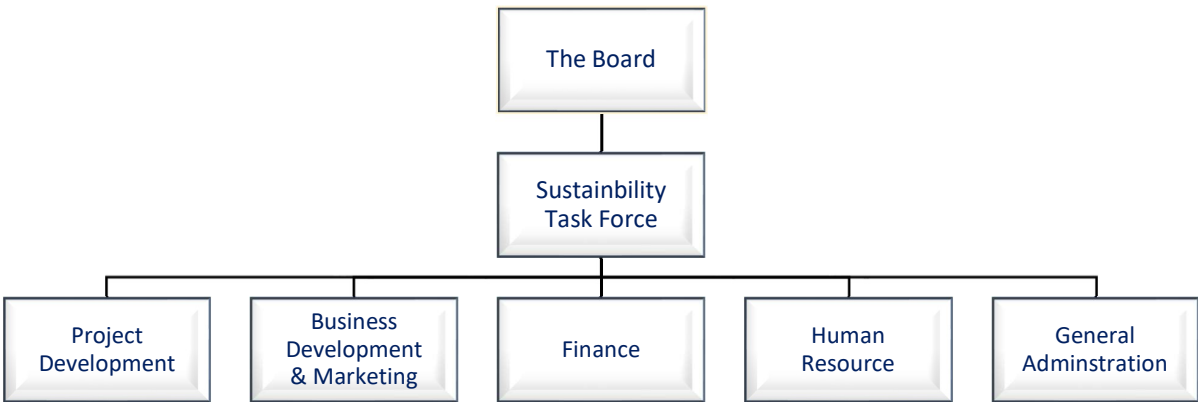 The Board
Sustainbility
Task Force
Project
Development
Business
Development
& Marketing
Finance
Human
Resource
General
Adminstration